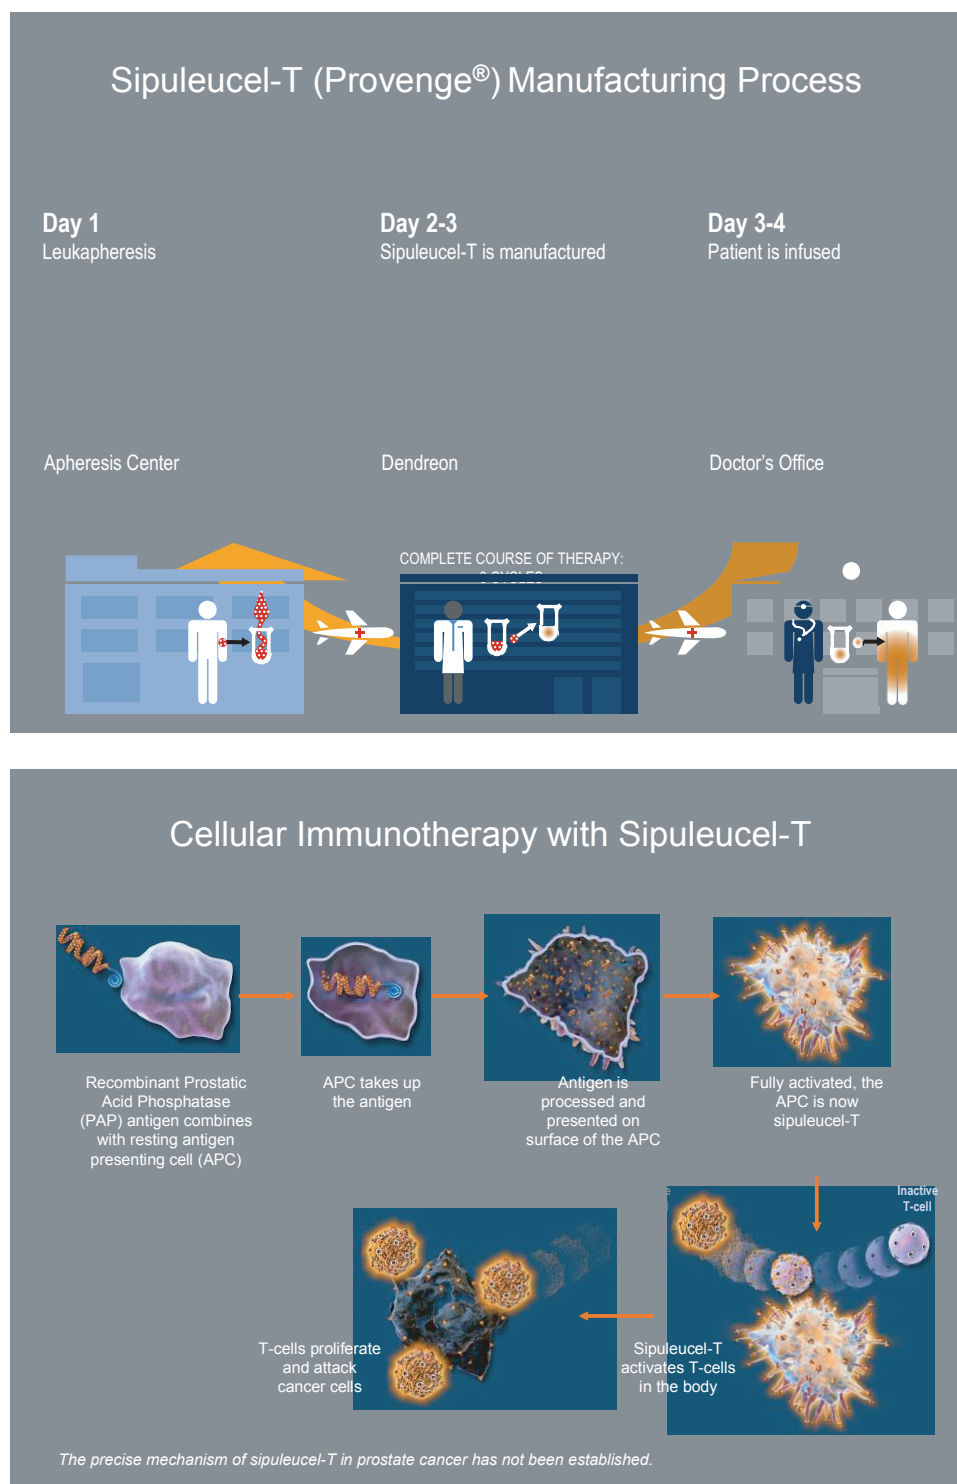 Sipuleucel-T (Provenge®) Manufacturing Process
Day 1
Leukapheresis
Day 2-3
Sipuleucel-T is manufactured
Day 3-4
Patient is infused
Apheresis Center
Dendreon
Doctor's Office
COMPLETE COURSE OF THERAPY:
CYCLES
Cellular Immunotherapy with Sipuleucel-T
Recombinant Prostatic
Acid Phosphatase
(PAP) antigen combines
with resting antigen
presenting cell (APC)
APC takes up
the antigen
Antigen is
processed and
presented on
surface of the APC
Fully activated, the
APC is now
sipuleucel-T
Inactive
T-cell
Sipuleucel-T
activates T-cells
in the body
T-cells proliferate
and attack
cancer cells
The precise mechanism of sipuleucel-T in prostate cancer has not been established.